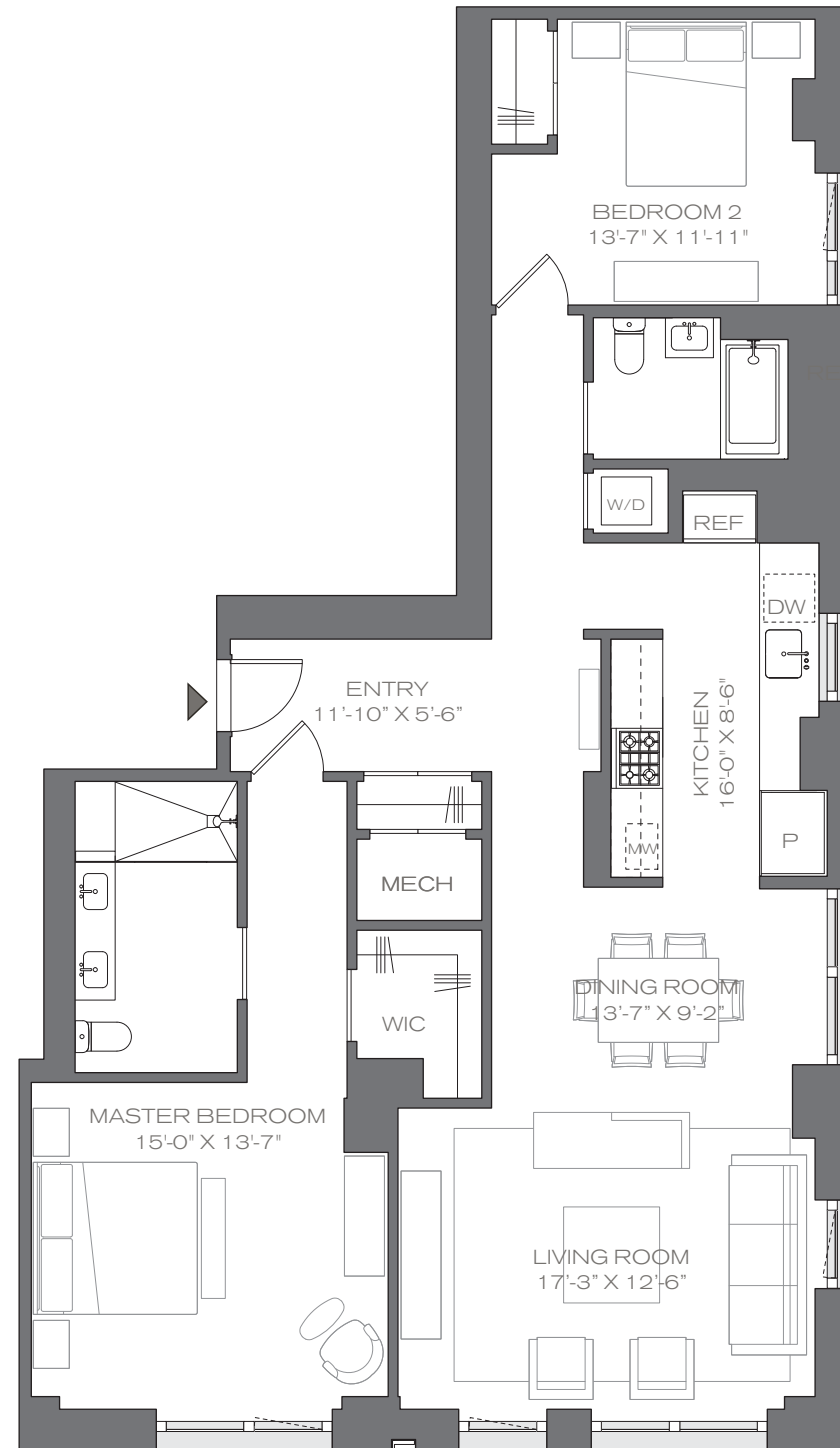 BEDROOM 2
13'-7" X 11'-11"
W/D
REF
DW
ENTRY
11'-10" X 5'-6"
KITCHEN
16'-0" X 8'-6"
MW
P
MECH
WIC
DINING ROOM
13'-7" X 9'-2"
MASTER BEDROOM
15'-0" X 13'-7"
LIVING ROOM
17'-3" X 12'-6"